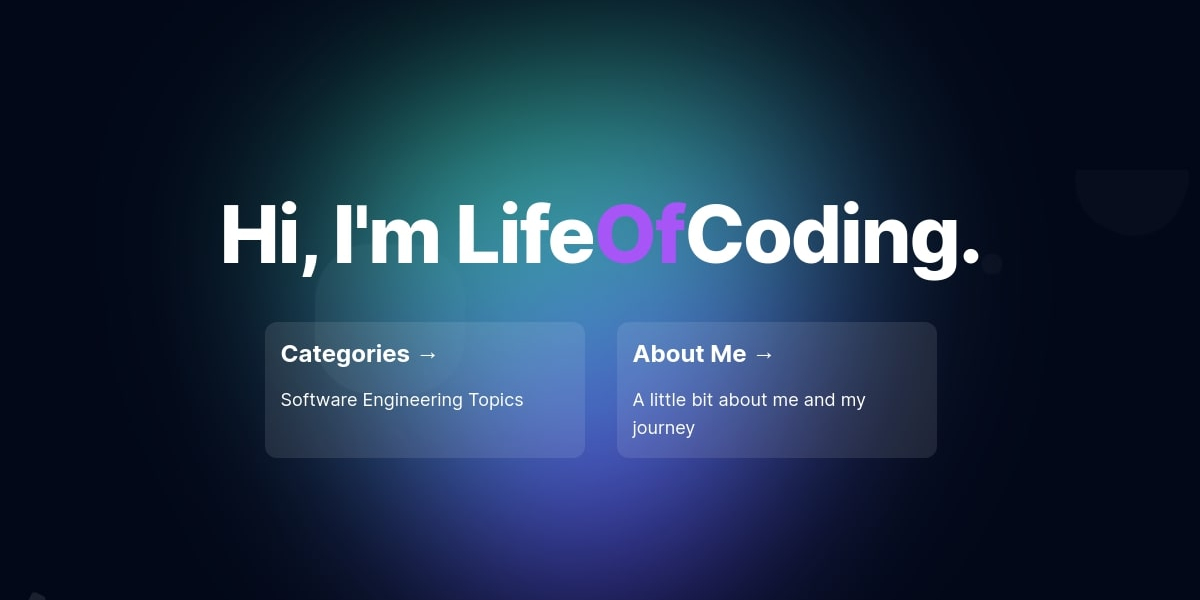 Hi, I'm LifeOfCoding.
Categories →
Software Engineering Topics
About Me →
A little bit about me and my
journey